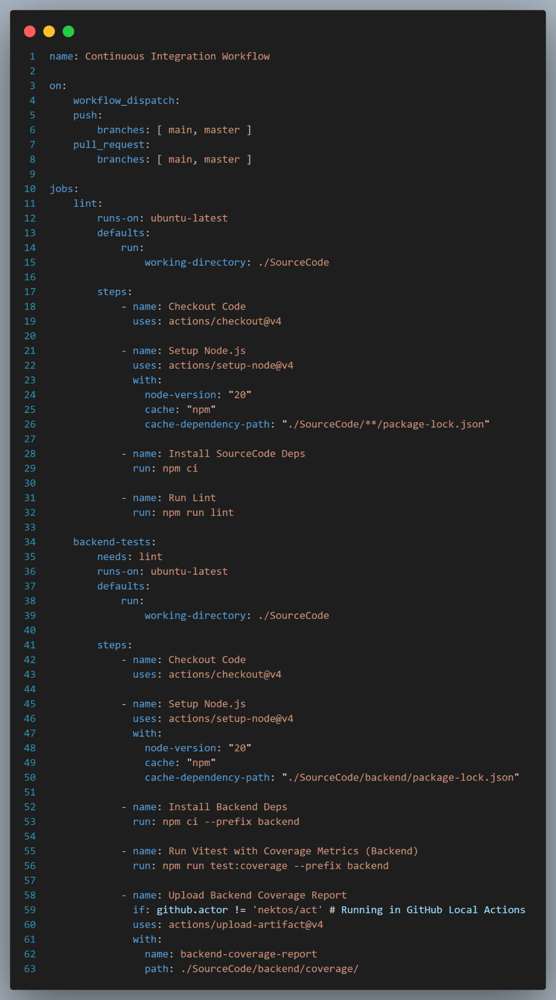 1 name: Continuous Integration Workflow
2
3 on:
4     workflow_dispatch:
5     push:
6         branches: [ main, master ]
7     pull_request:
8         branches: [ main, master ]
9
10 jobs:
11     lint:
12         runs-on: ubuntu-latest
13         defaults:
14             run:
15                 working-directory: ./SourceCode
16
17         steps:
18             - name: Checkout Code
19               uses: actions/checkout@v4
20
21             - name: Setup Node.js
22               uses: actions/setup-node@v4
23               with:
24                 node-version: "20"
25                 cache: "npm"
26                 cache-dependency-path: "./SourceCode/**/package-lock.json"
27
28             - name: Install SourceCode Deps
29               run: npm ci
30
31             - name: Run Lint
32               run: npm run lint
33
34     backend-tests:
35         needs: lint
36         runs-on: ubuntu-latest
37         defaults:
38             run:
39                 working-directory: ./SourceCode
40
41         steps:
42             - name: Checkout Code
43               uses: actions/checkout@v4
44
45             - name: Setup Node.js
46               uses: actions/setup-node@v4
47               with:
48                 node-version: "20"
49                 cache: "npm"
50                 cache-dependency-path: "./SourceCode/backend/package-lock.json"
51
52             - name: Install Backend Deps
53               run: npm ci --prefix backend
54
55             - name: Run Vitest with Coverage Metrics (Backend)
56               run: npm run test:coverage --prefix backend
57
58             - name: Upload Backend Coverage Report
59               if: github.actor != 'nektos/act' # Running in GitHub Local Actions
60               uses: actions/upload-artifact@v4
61               with:
62                 name: backend-coverage-report
63                 path: ./SourceCode/backend/coverage/